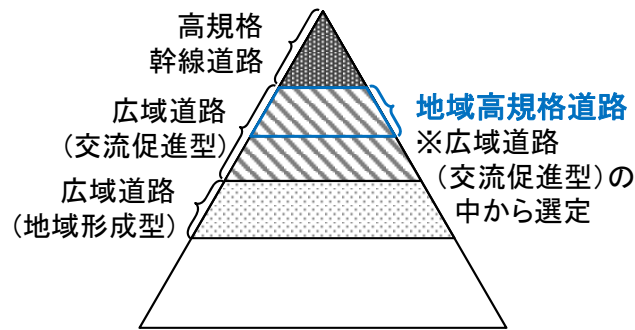 高規格
幹線道路
広域道路
(交流促進型)
広域道路
(地域形成型)
地域高規格道路
※広域道路
(交流促進型)の
中から選定